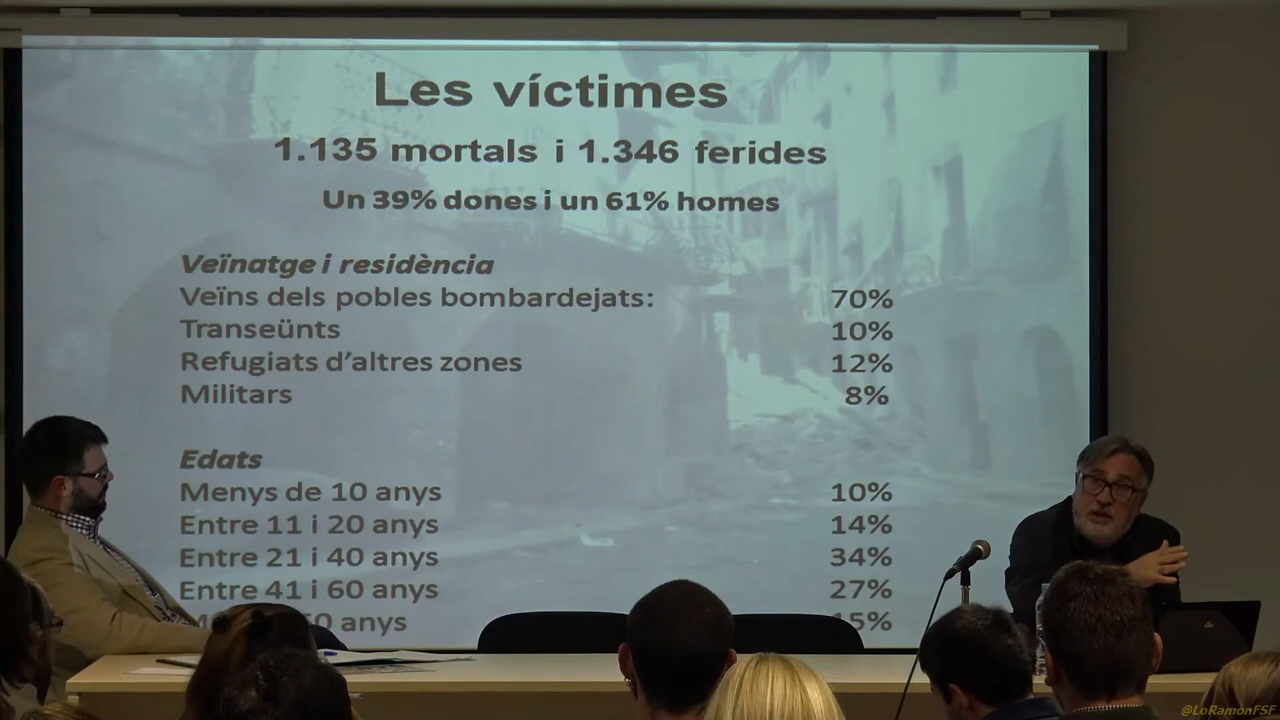 Les víctimes
1.135 mortals i 1.346 ferides
Un 39% dones i un 61% homes
Veïnatge i residència
Veïns dels pobles bombardejats: 70%
Transeünts 10%
Refugiats d'altres zones 12%
Militars 8%
Edats
Menys de 10 anys 10%
Entre 11 i 20 anys 14%
Entre 21 i 40 anys 34%
Entre 41 i 60 anys 27%
anys
@LoRamonFSF